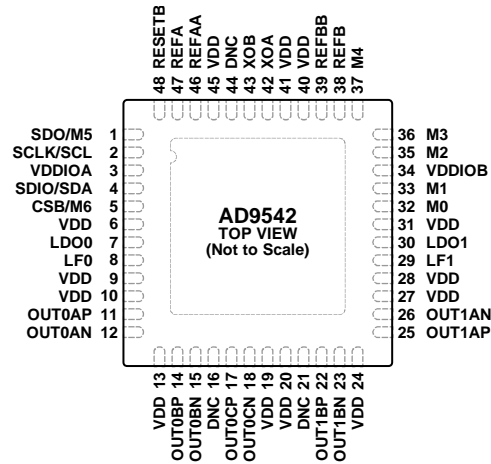 48 RESETB
47 REFA
46 REFAA
45 VDD
44 DNC
43 XOB
42 XOA
41 VDD
40 VDD
39 REFBB
38 REFB
37 M4
SDO/M5 1
SCLK/SCL 2
VDDIOA 3
SDIO/SDA 4
CSB/M6 5
VDD 6
LDO0 7
LF0 8
VDD 9
VDD 10
OUT0AP 11
OUT0AN 12
AD9542
TOP VIEW
(Not to Scale)
36 M3
35 M2
34 VDDIOB
33 M1
32 M0
31 VDD
30 LDO1
29 LF1
28 VDD
27 VDD
26 OUT1AN
25 OUT1AP
VDD 13
OUT0BP 14
OUT0BN 15
DNC 16
OUT0CP 17
OUT0CN 18
VDD 19
VDD 20
DNC 21
OUT1BP 22
OUT1BN 23
VDD 24